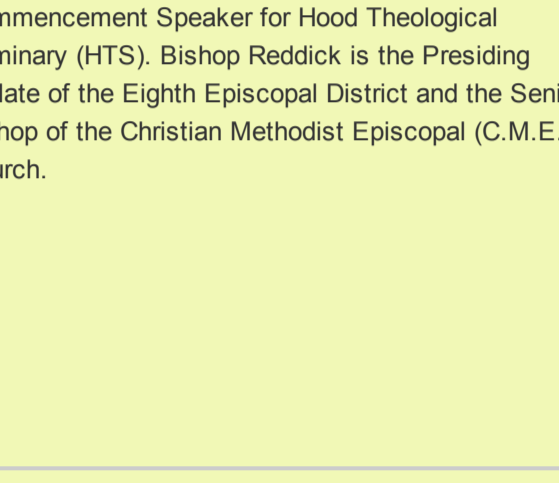 mmencement Speaker for Hood Theological
minary (HTS). Bishop Reddick is the Presiding
late of the Eighth Episcopal District and the Seni
hop of the Christian Methodist Episcopal (C.M.E.
urch.